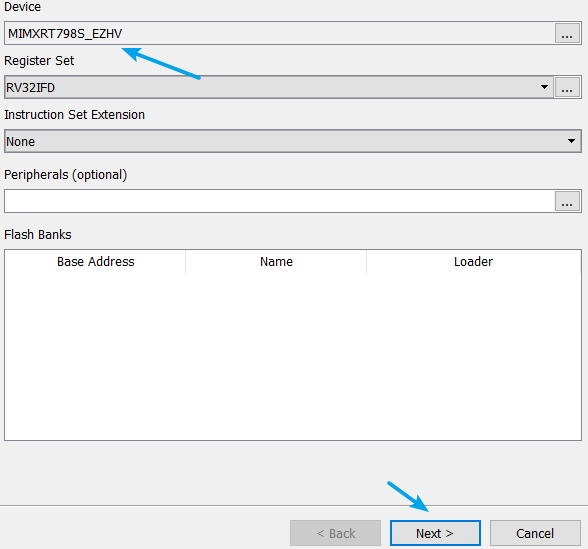 Device
MIMXRT798S_EZHV
...
Register Set
RV32IFD
...
Instruction Set Extension
None
Peripherals (optional)
...
Flash Banks
Base Address Name Loader
< Back Next > Cancel